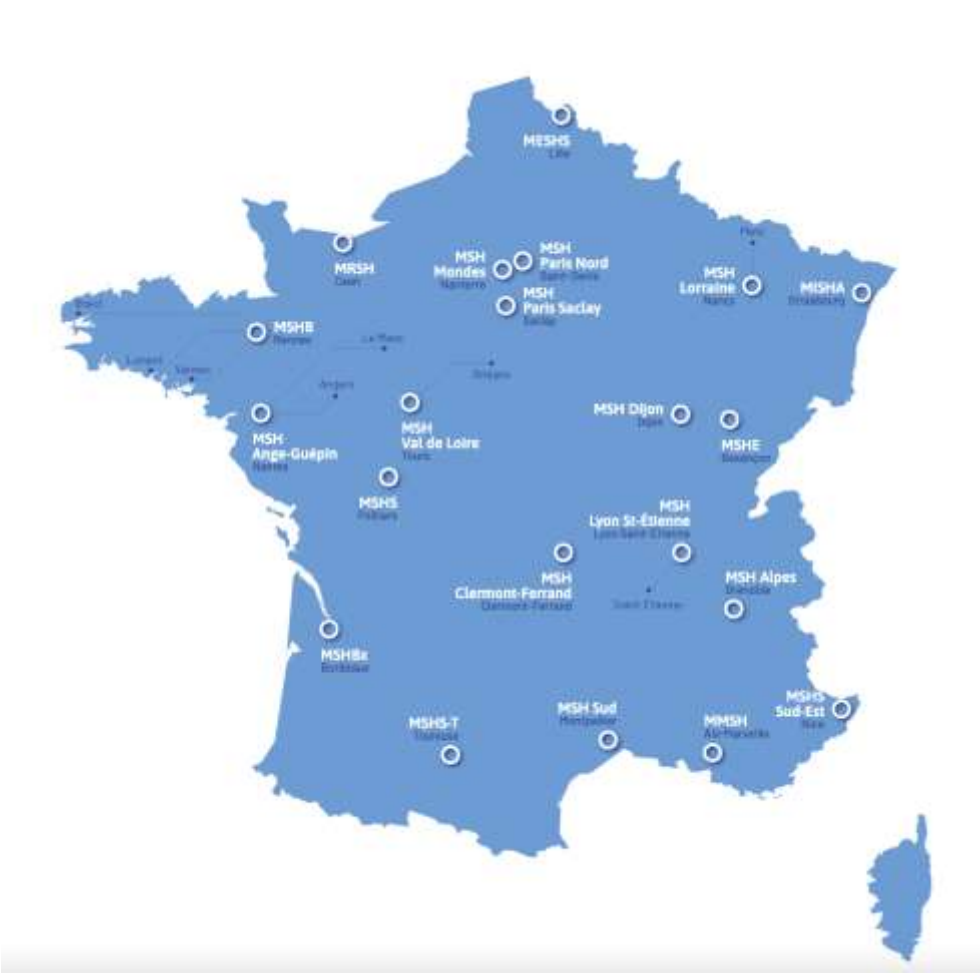 MESHS
Lille
MRSH
Caen
MSH
Mondes
Nanterre
MSH
Paris Nord
Saint-Denis
MSH
Paris Saclay
Saclay
Metz
MSH
Lorraine
Nancy
MISHA
Strasbourg
Brest
MSHB
Rennes
Lorient
Vannes
Le Mans
Angers
Orléans
MSH
Ange-Guépin
Nantes
MSH
Val de Loire
Tours
MSH Dijon
Dijon
MSHE
Besançon
MSHS
Poitiers
MSH
Lyon St-Étienne
Lyon Saint-Étienne
MSH
Clermont-Ferrand
Clermont-Ferrand
Saint-Étienne
MSH Alpes
Grenoble
MSHBx
Bordeaux
MSHS-T
Toulouse
MSH Sud
Montpellier
MMSH
Aix-Marseille
MSHS
Sud-Est
Nice